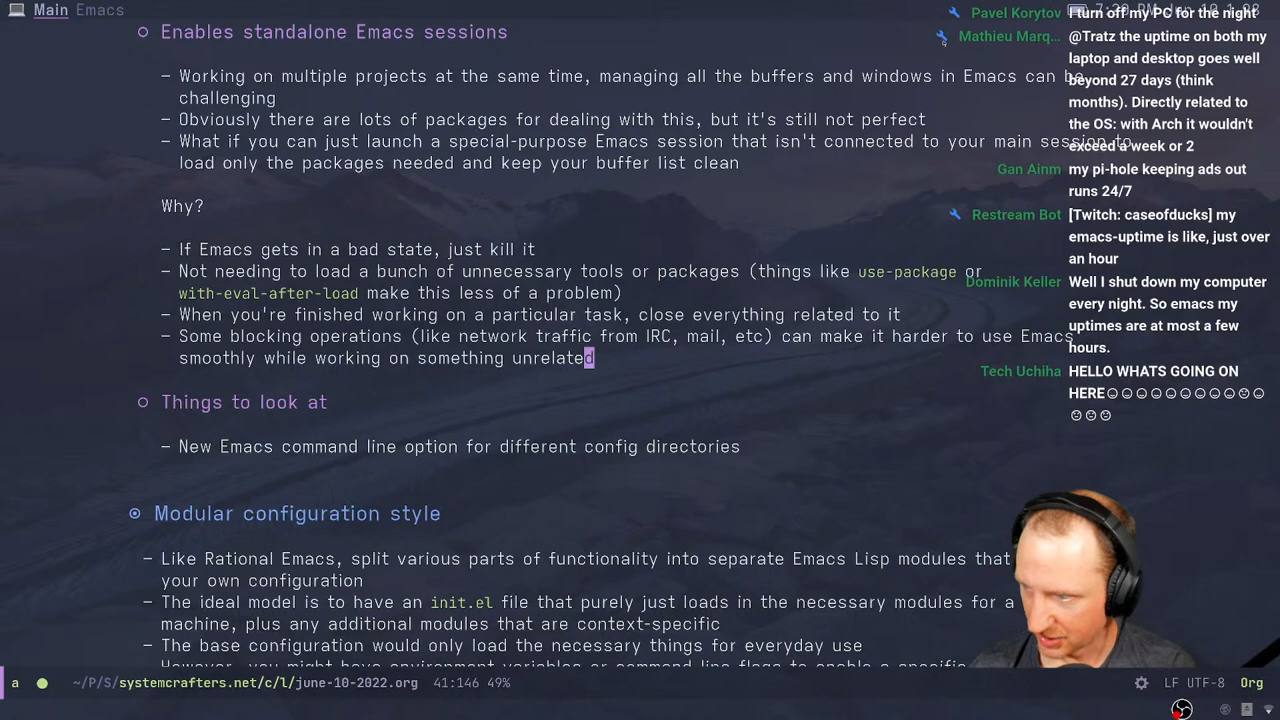 Main Emacs
Enables standalone Emacs sessions
– Working on multiple projects at the same time, managing all the buffers and windows in Emacs can be
challenging
– Obviously there are lots of packages for dealing with this, but it's still not perfect
– What if you can just launch a special-purpose Emacs session that isn't connected to your main session to
load only the packages needed and keep your buffer list clean
Why?
– If Emacs gets in a bad state, just kill it
– Not needing to load a bunch of unnecessary tools or packages (things like use-package or
with-eval-after-load make this less of a problem)
– When you're finished working on a particular task, close everything related to it
– Some blocking operations (like network traffic from IRC, mail, etc) can make it harder to use Emacs
smoothly while working on something unrelated
Things to look at
– New Emacs command line option for different config directories
Modular configuration style
– Like Rational Emacs, split various parts of functionality into separate Emacs Lisp modules that
your own configuration
– The ideal model is to have an init.el file that purely just loads in the necessary modules for a
machine, plus any additional modules that are context-specific
– The base configuration would only load the necessary things for everyday use
– However, you might have environment variables or command line flags to enable a specific
a ~/P/S/systemcrafters.net/c/l/june-10-2022.org 41:146 49% LF UTF-8 Org
Pavel Korytov I turn off my PC for the night
Mathieu Marq... @Tratz the uptime on both my
laptop and desktop goes well
beyond 27 days (think
months). Directly related to
the OS: with Arch it wouldn't
exceed a week or 2
Gan Ainm my pi-hole keeping ads out
runs 24/7
Restream Bot [Twitch: caseofducks] my
emacs-uptime is like, just over
an hour
Dominik Keller Well I shut down my computer
every night. So emacs my
uptimes are at most a few
hours.
Tech Uchiha HELLO WHATS GOING ON
HERE☺☺☺☺☺☺☺☺☺☺☹☺
☹☹☹